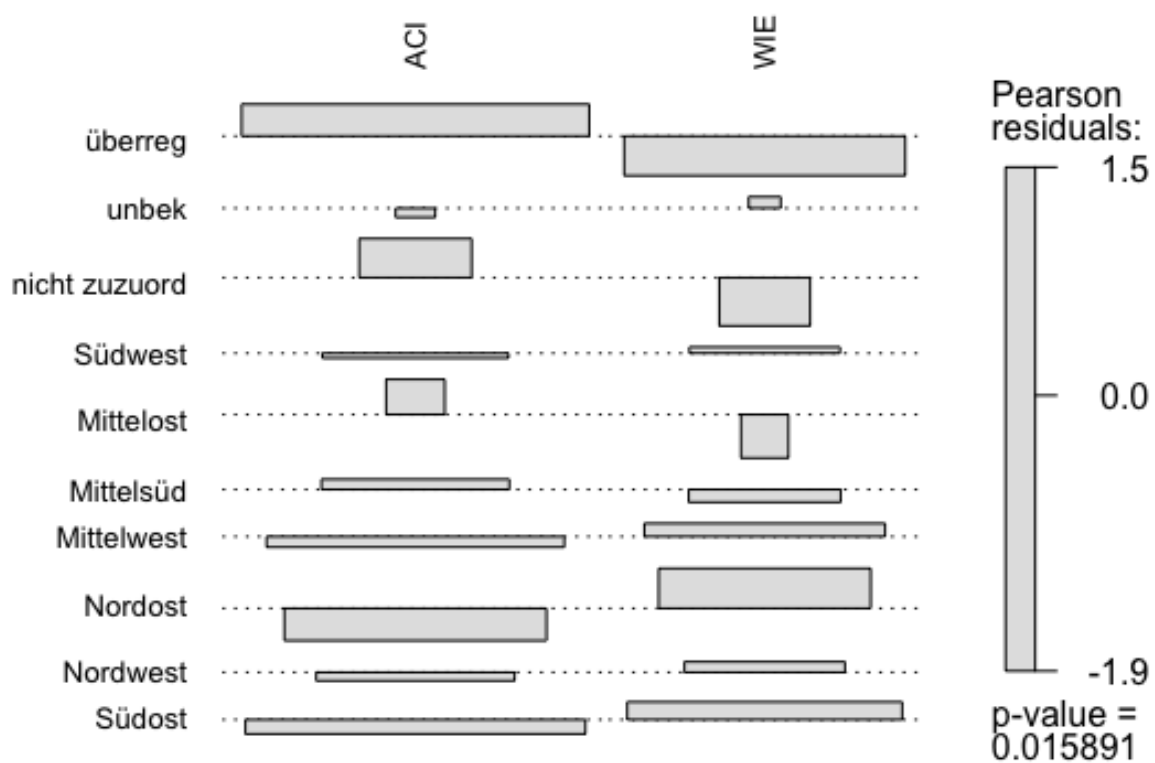 ACI
WIE
überreg
unbek
nicht zuzuord
Südwest
Mittelost
Mittelsüd
Mittelwest
Nordost
Nordwest
Südost
Pearson
residuals:
1.5
0.0
-1.9
p-value =
0.015891